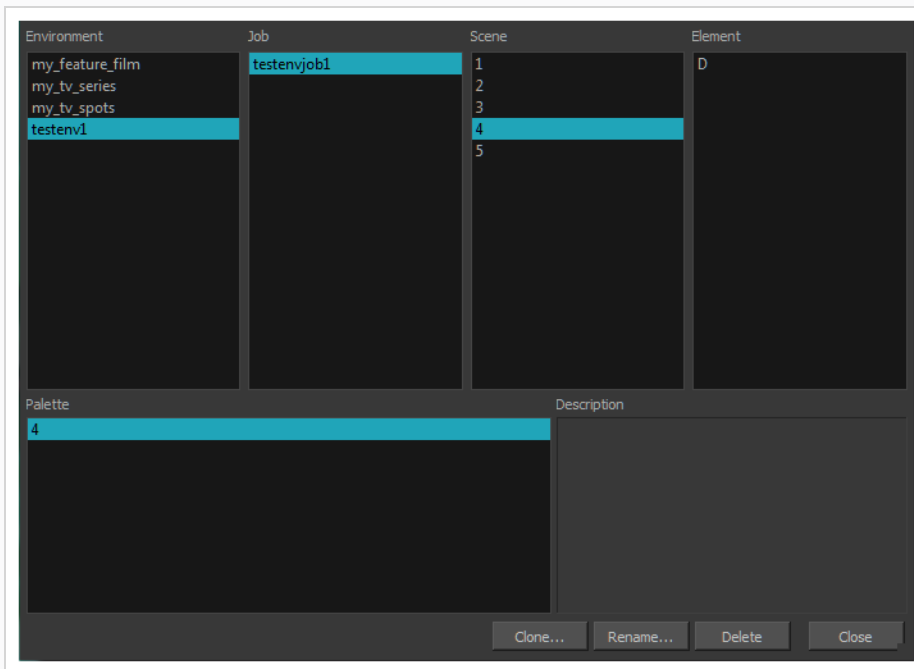 Environment
Job
Scene
Element
my_feature_film
my_tv_series
my_tv_spots
testenv1
testenvjob1
1
2
3
4
5
D
Palette
Description
4
Clone...
Rename...
Delete
Close